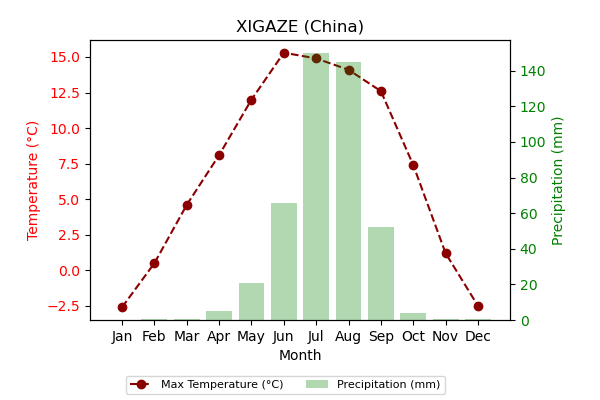 XIGAZE (China)
15.0
12.5
10.0
7.5
5.0
2.5
0.0
−2.5
Temperature (°C)
140
120
100
80
60
40
20
0
Precipitation (mm)
Jan Feb Mar Apr May Jun Jul Aug Sep Oct Nov Dec
Month
Max Temperature (°C) Precipitation (mm)